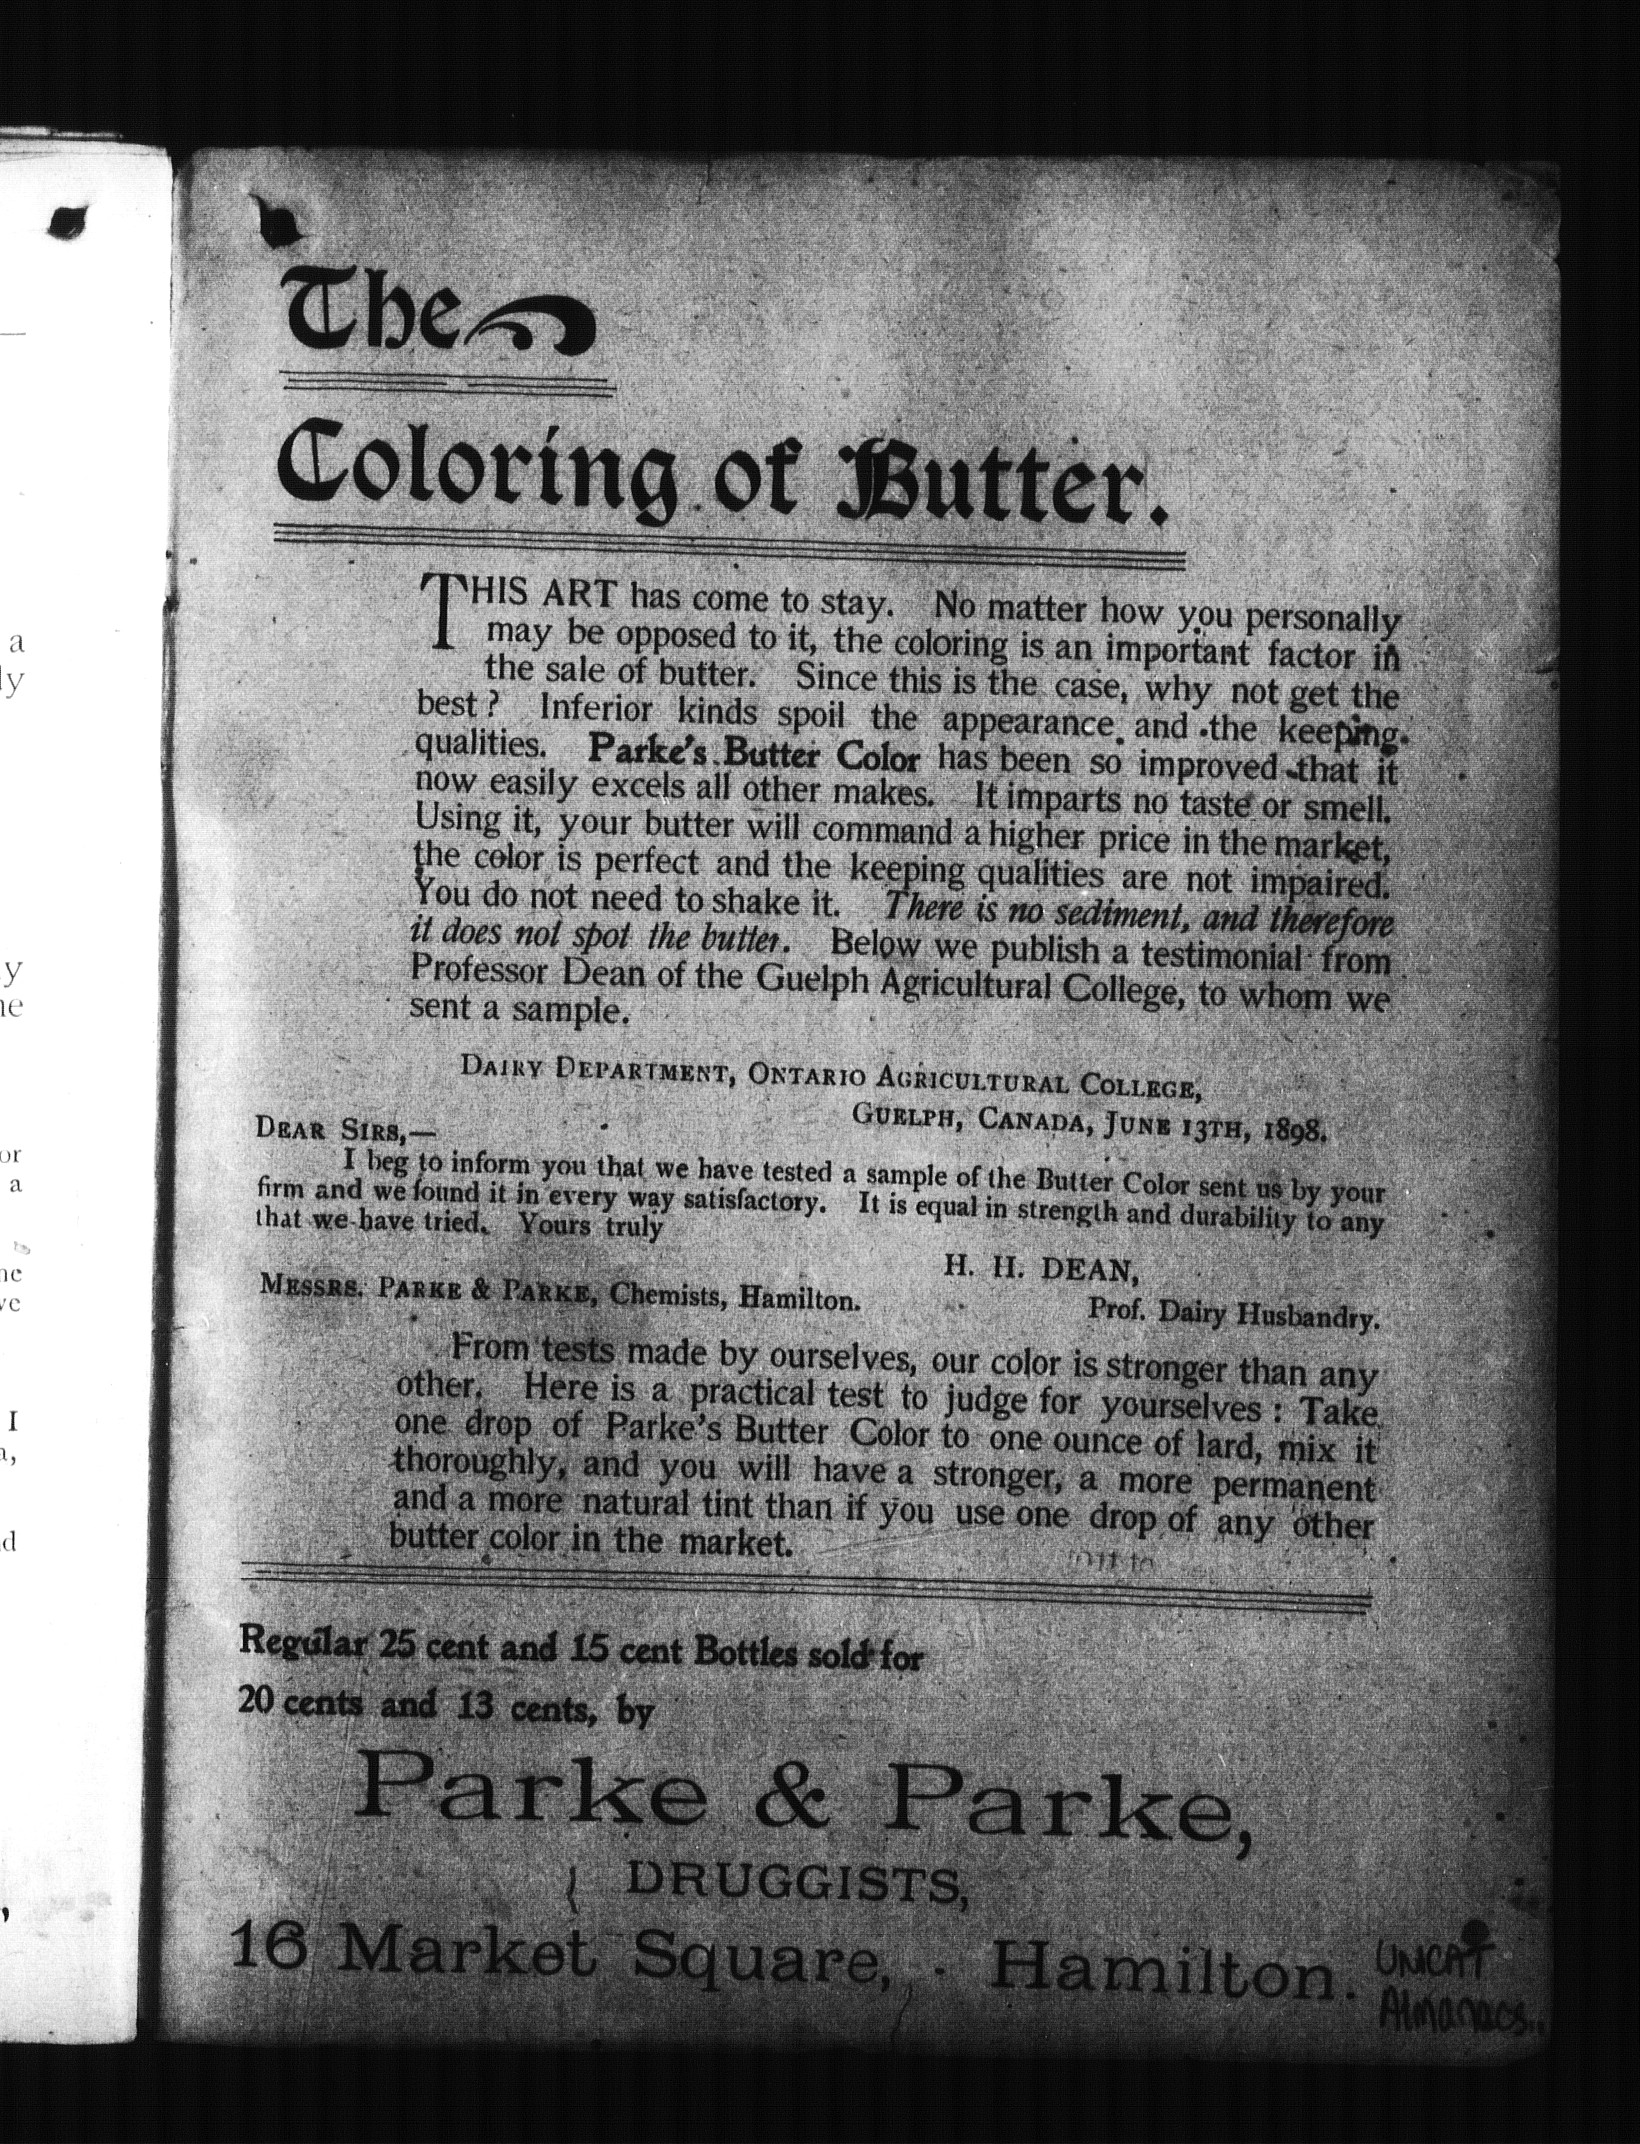 The
Coloring of Butter.
THIS ART has come to stay. No matter how you personally
may be opposed to it, the coloring is an important factor in
the sale of butter. Since this is the case, why not get the
best? Inferior kinds spoil the appearance and the keeping
qualities. Parke's Butter Color has been so improved that it
now easily excels all other makes. It imparts no taste or smell.
Using it, your butter will command a higher price in the market,
the color is perfect and the keeping qualities are not impaired.
You do not need to shake it. There is no sediment, and therefore
it does not spot the butter. Below we publish a testimonial from
Professor Dean of the Guelph Agricultural College, to whom we
sent a sample.
DAIRY DEPARTMENT, ONTARIO AGRICULTURAL COLLEGE,
GUELPH, CANADA, JUNE 13TH, 1898.
DEAR SIRS,—
I beg to inform you that we have tested a sample of the Butter Color sent us by your
firm and we found it in every way satisfactory. It is equal in strength and durability to any
that we have tried. Yours truly
H. H. DEAN,
MESSRS. PARKE & PARKE, Chemists, Hamilton.
Prof. Dairy Husbandry.
From tests made by ourselves, our color is stronger than any
other. Here is a practical test to judge for yourselves: Take
one drop of Parke's Butter Color to one ounce of lard, mix it
thoroughly, and you will have a stronger, a more permanent
and a more natural tint than if you use one drop of any other
butter color in the market.
Regular 25 cent and 15 cent Bottles sold for
20 cents and 13 cents, by
Parke & Parke,
DRUGGISTS,
16 Market Square, Hamilton.
UNCAT
Almanacs